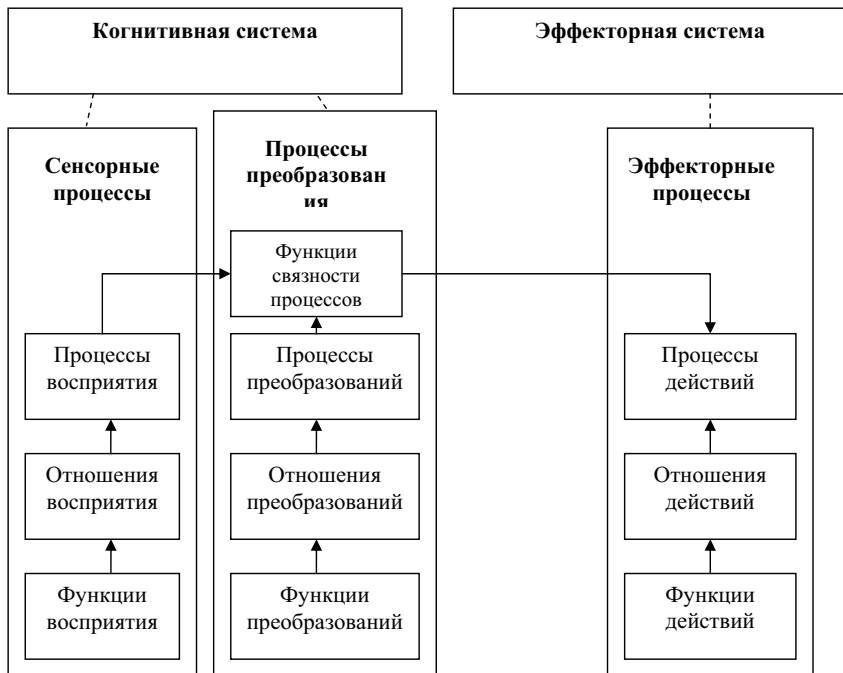 Когнитивная система
Эффекторная система
Сенсорные
процессы
Процессы
преобразован
ия
Эффекторные
процессы
Функции
связности
процессов
Процессы
восприятия
Процессы
преобразований
Процессы
действий
Отношения
восприятия
Отношения
преобразований
Отношения
действий
Функции
восприятия
Функции
преобразований
Функции
действий